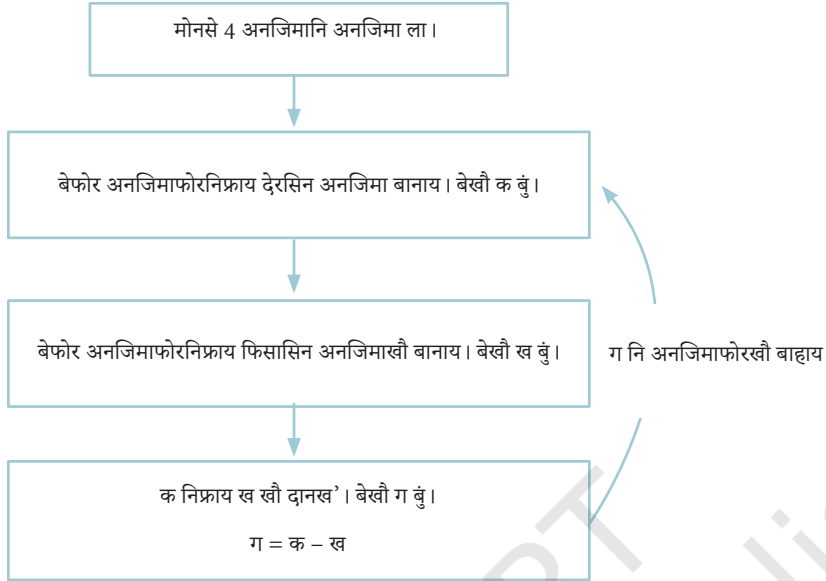 मोनसे 4 अनजिमानि अनजिमा ला।
बेफोर अनजिमाफोरनिफ्राय देरसिन अनजिमा बानाय। बेखौ क बुं।
बेफोर अनजिमाफोरनिफ्राय फिसासिन अनजिमाखौ बानाय। बेखौ ख बुं।
ग नि अनजिमाफोरखौ बाहाय
क निफ्राय ख खौ दानख’। बेखौ ग बुं।
ग = क – ख